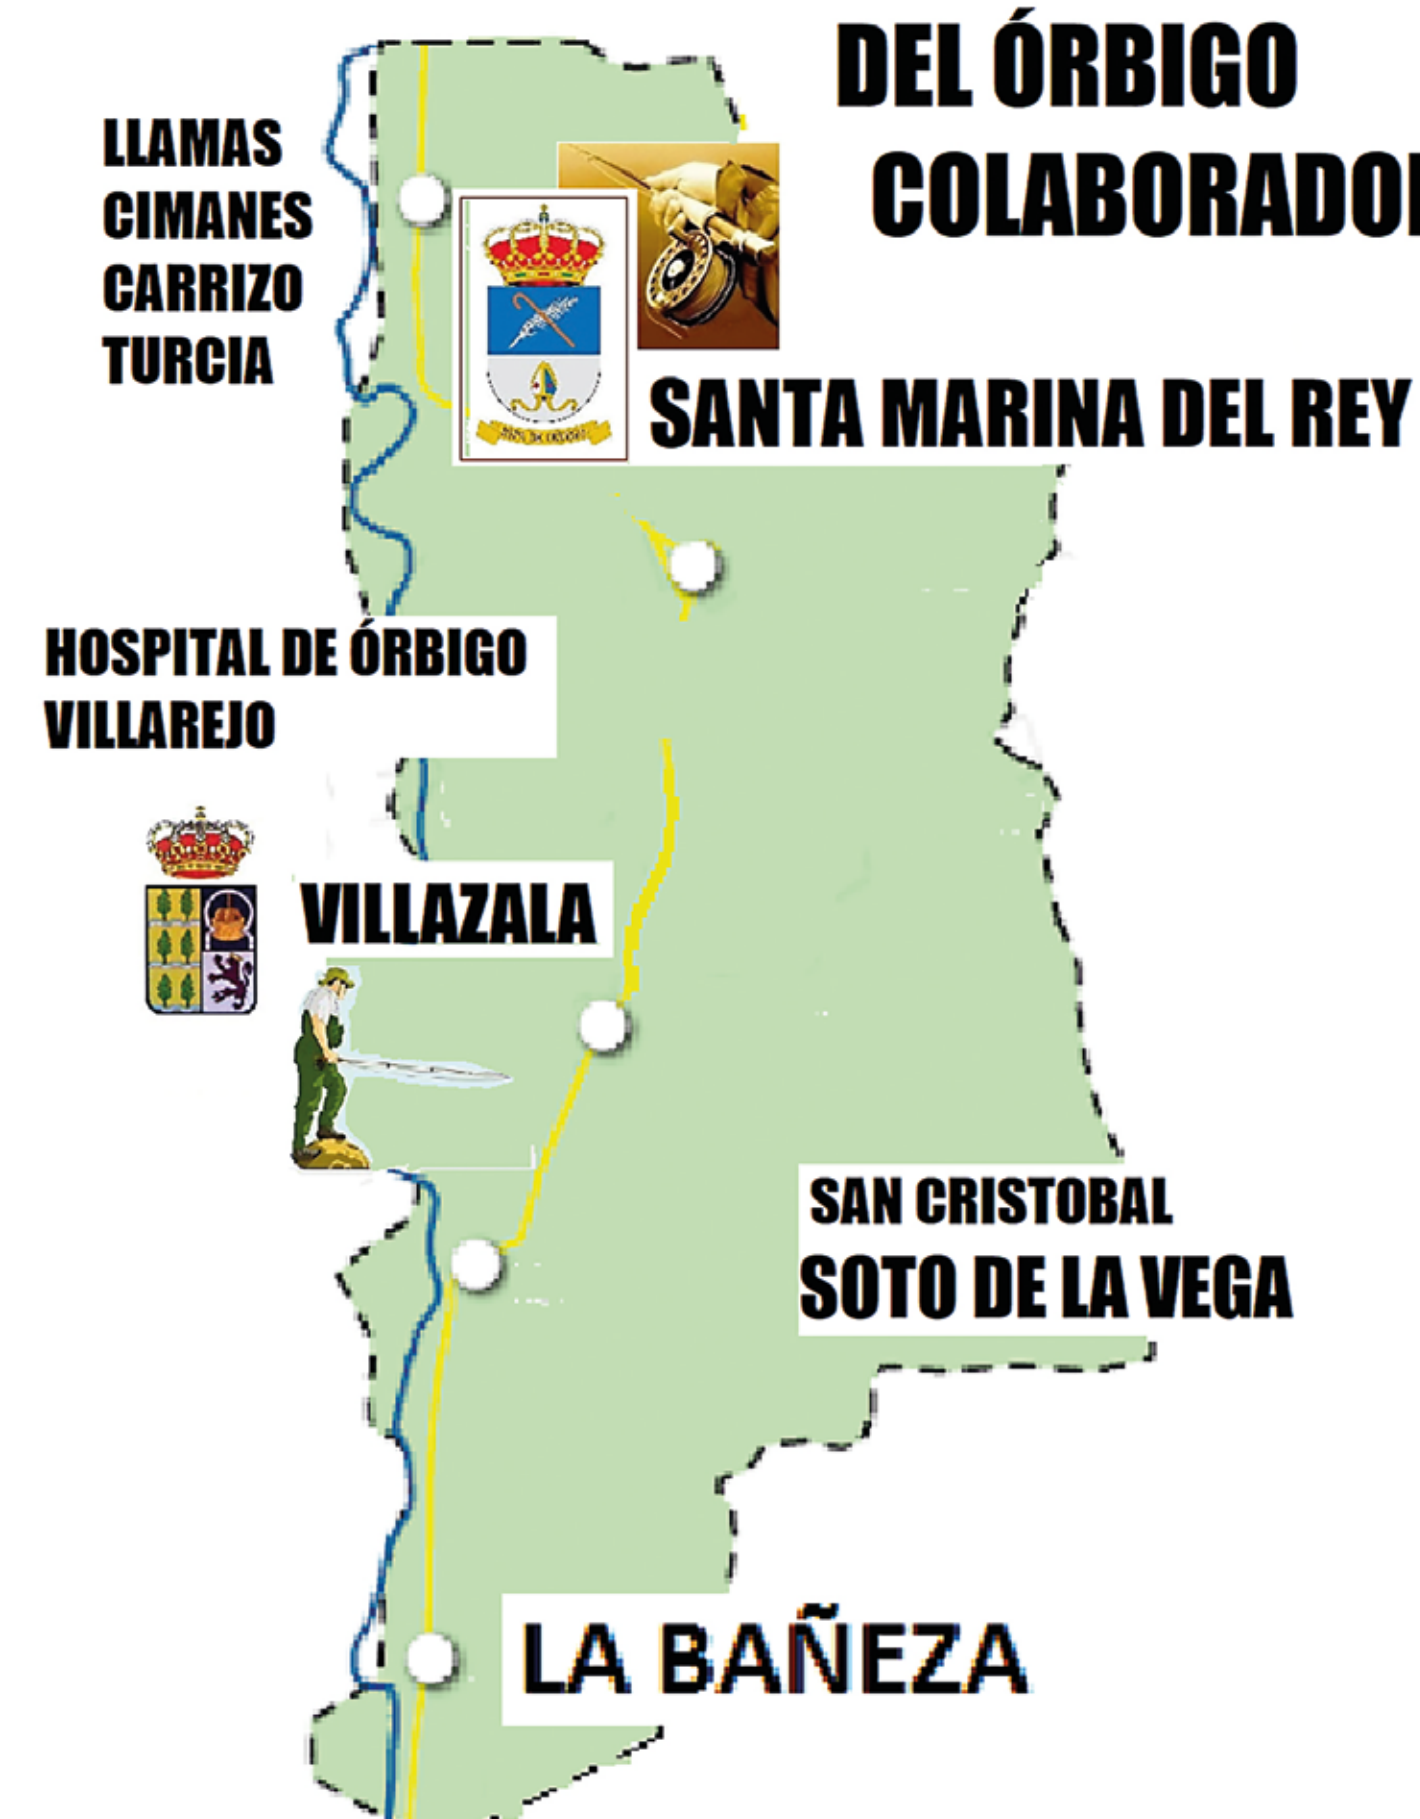 DEL ÓRBIGO
LLAMAS
CIMANES
CARRIZO
TURCIA
SANTA MARINA DEL REY
HOSPITAL DE ÓRBIGO
VILLAREJO
VILLAZALA
SAN CRISTOBAL
SOTO DE LA VEGA
LA BAÑEZA